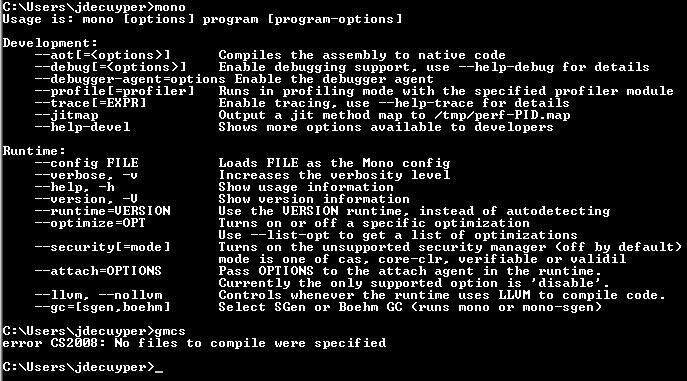 C:\Users\jdecuyper>mono
Usage is: mono [options] program [program-options]
Development:
--aot[=<options>] Compiles the assembly to native code
--debug[=<options>] Enable debugging support, use --help-debug for details
--debugger-agent=options Enable the debugger agent
--profile[=profiler] Runs in profiling mode with the specified profiler module
--trace[=EXPR] Enable tracing, use --help-trace for details
--jitmap Output a jit method map to /tmp/perf-PID.map
--help-devel Shows more options available to developers
Runtime:
--config FILE Loads FILE as the Mono config
--verbose, -v Increases the verbosity level
--help, -h Show usage information
--version, -V Show version information
--runtime=VERSION Use the VERSION runtime, instead of autodetecting
--optimize=OPT Turns on or off a specific optimization
Use --list-opt to get a list of optimizations
--security[=mode] Turns on the unsupported security manager (off by default)
mode is one of cas, core-clr, verifiable or validil
--attach=OPTIONS Pass OPTIONS to the attach agent in the runtime.
Currently the only supported option is 'disable'.
--llvm, --nollvm Controls whenever the runtime uses LLVM to compile code.
--gc=[sgen,boehm] Select SGen or Boehm GC (runs mono or mono-sgen)
C:\Users\jdecuyper>gmcs
error CS2008: No files to compile were specified
C:\Users\jdecuyper>_